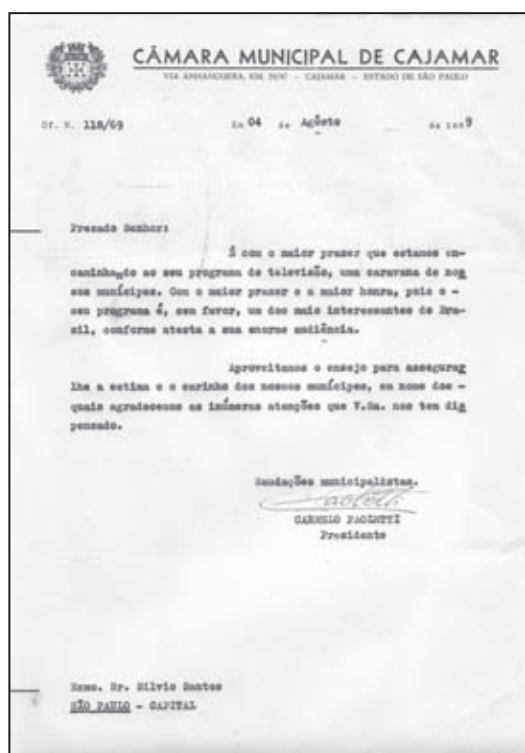 CÂMARA MUNICIPAL DE CAJAMAR
VIA ANHANGUERA, KM. - CAJAMAR - ESTADO DE SÃO PAULO
Of. N. 118/69 Em 04 de Agôsto de 1969
Prezado Senhor:
É com o maior prazer que estamos en-
caminhando ao seu programa de televisão, uma caravana de nos
sos munícipes. Com o maior prazer e a maior honra, pois o -
seu programa é, sem favor, um dos mais interessantes do Bra-
sil, conforme atesta a sua enorme audiência.
Aproveitamos o ensejo para assegurar
lhe a estima e o carinho dos nossos munícipes, em nome dos -
quais agradecemos as inúmeras atenções que V.Sa. nos tem dis
pensado.
Saudações municipalistas.
Paoletti
CARMELO PAOLETTI
Presidente
Exmo. Sr. Silvio Santos
SÃO PAULO - CAPITAL